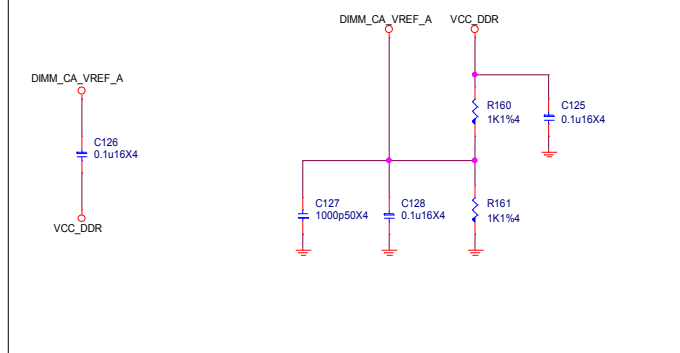 DIMM_CA_VREF_A
VCC_DDR
DIMM_CA_VREF_A
R160
1K1%4
C125
0.1u16X4
C126
0.1u16X4
C127
1000p50X4
C128
0.1u16X4
R161
1K1%4
VCC_DDR